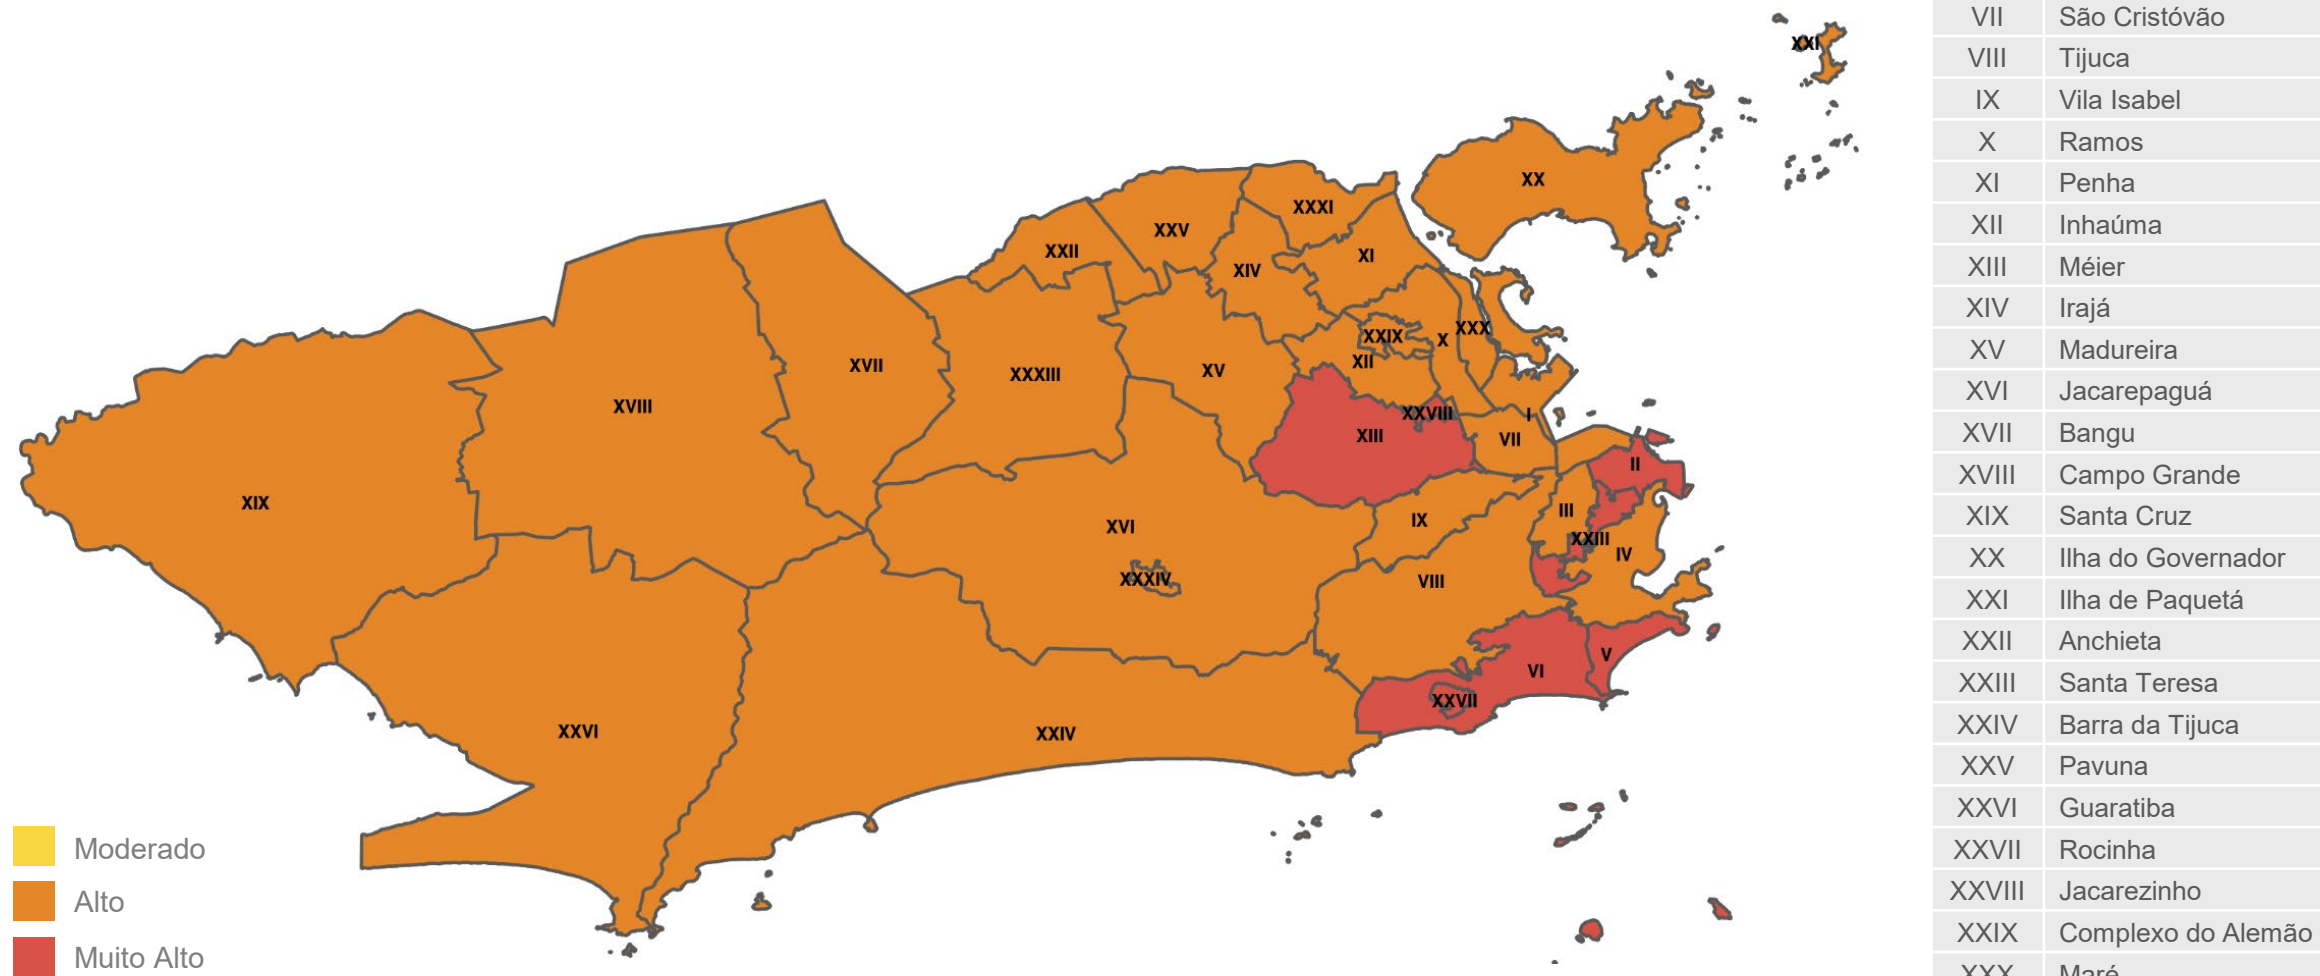 XXI
XX
XXXI
XXV
XXII
XI
XIV
XXX
XXIX
X
XII
XV
XVII
XXXIII
XVIII
XXVIII
I
XIII
VII
II
XIX
III
IX
XVI
XXIII
IV
XXXIV
VIII
V
VI
XXVII
XXVI
XXIV
Moderado
Alto
Muito Alto
VII São Cristóvão
VIII Tijuca
IX Vila Isabel
X Ramos
XI Penha
XII Inhaúma
XIII Méier
XIV Irajá
XV Madureira
XVI Jacarepaguá
XVII Bangu
XVIII Campo Grande
XIX Santa Cruz
XX Ilha do Governador
XXI Ilha de Paquetá
XXII Anchieta
XXIII Santa Teresa
XXIV Barra da Tijuca
XXV Pavuna
XXVI Guaratiba
XXVII Rocinha
XXVIII Jacarezinho
XXIX Complexo do Alemão
XXX Maré